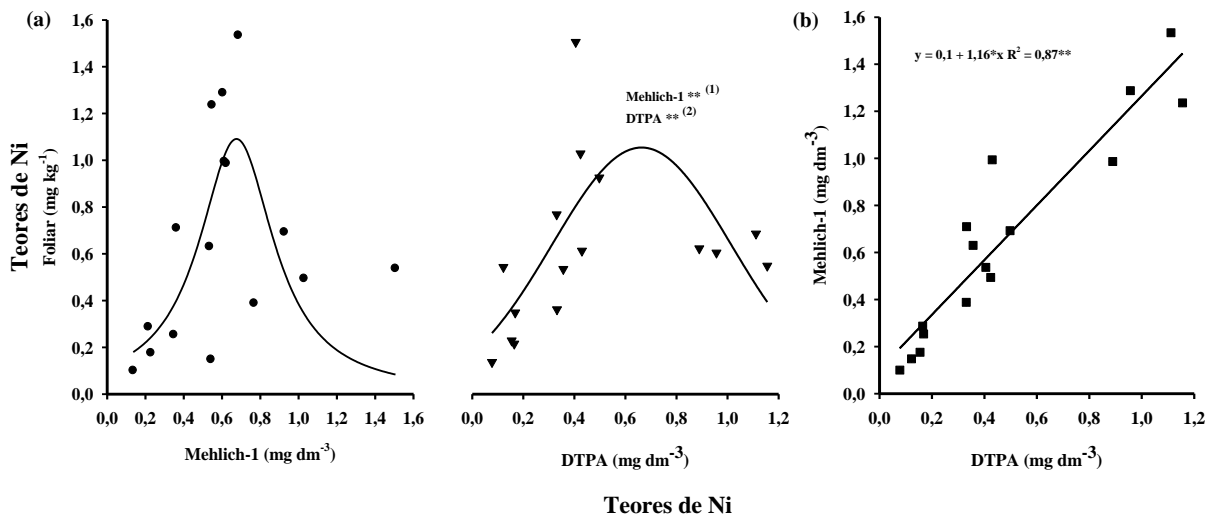 (a)
1,6
1,4
1,2
1,0
0,8
0,6
0,4
0,2
0,0
Teores de Ni
Foliar (mg kg⁻¹)
0,0 0,2 0,4 0,6 0,8 1,0 1,2 1,4 1,6
Mehlich-1 (mg dm⁻³)
Mehlich-1 ** ⁽¹⁾
DTPA ** ⁽²⁾
0,0 0,2 0,4 0,6 0,8 1,0 1,2
DTPA (mg dm⁻³)
(b)
y = 0,1 + 1,16*x R² = 0,87**
1,6
1,4
1,2
1,0
0,8
0,6
0,4
0,2
0,0
Mehlich-1 (mg dm⁻³)
0,0 0,2 0,4 0,6 0,8 1,0 1,2
DTPA (mg dm⁻³)
Teores de Ni